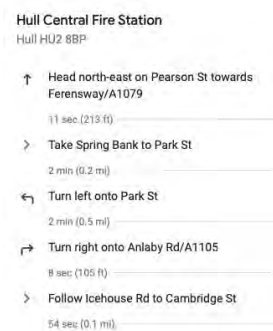 Hull Central Fire Station
Hull HU2 8BP
Head north-east on Pearson St towards
Ferensway/A1079
11 sec (213 ft)
Take Spring Bank to Park St
2 min (0.2 mi)
Turn left onto Park St
2 min (0.5 mi)
Turn right onto Anlaby Rd/A1105
8 sec (105 ft)
Follow Icehouse Rd to Cambridge St
54 sec (0.1 mi)